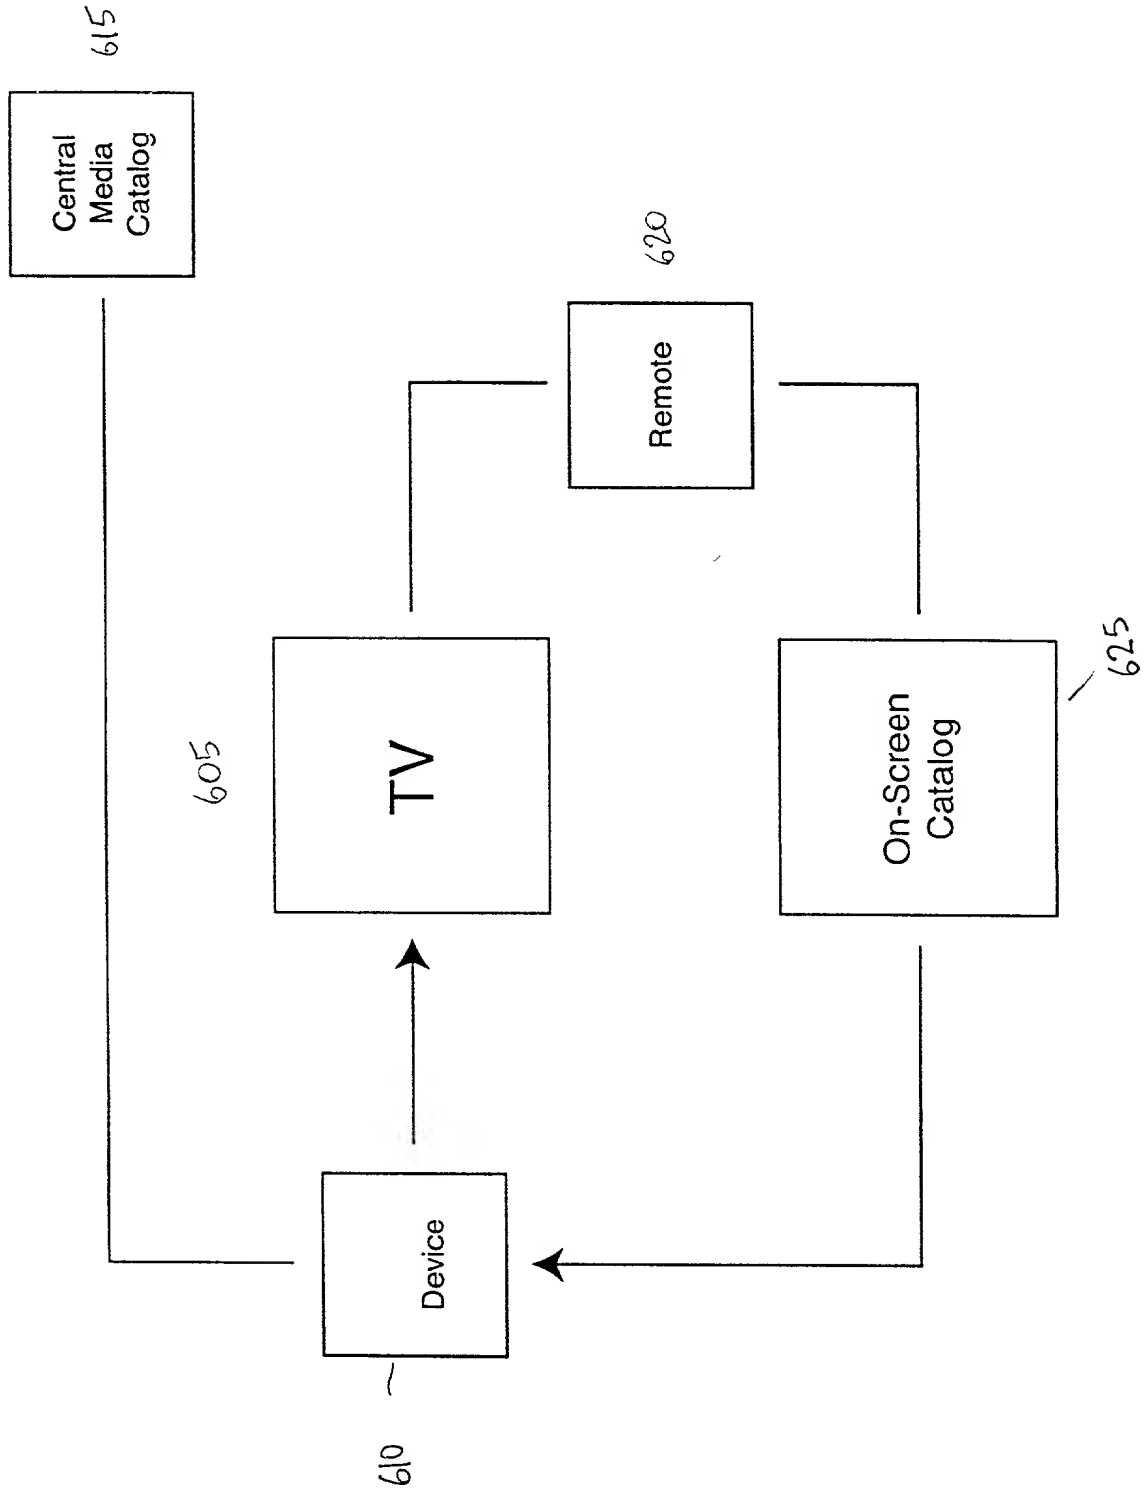 Central
Media
Catalog
615
605
610
Device
TV
Remote
620
On-Screen
Catalog
625